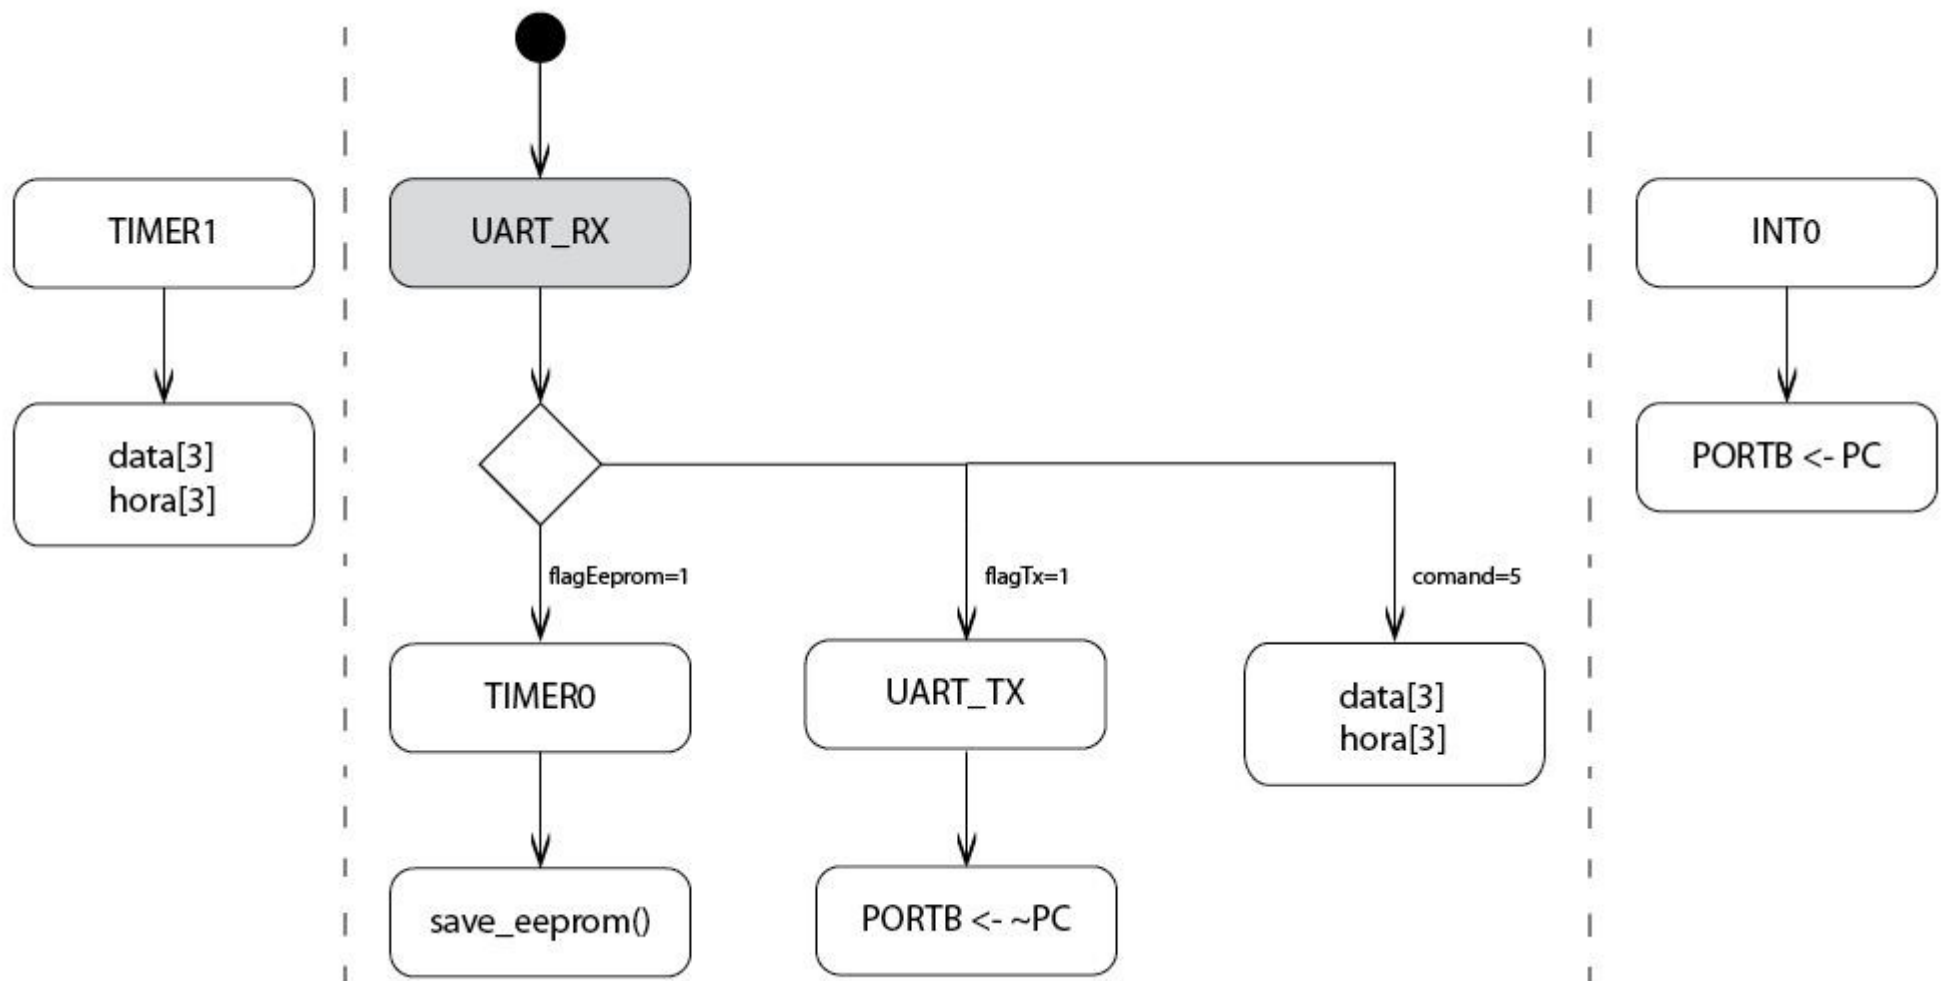 TIMER1
UART_RX
INT0
data[3]
hora[3]
PORTB <- PC
flagEeprom=1
flagTx=1
comand=5
TIMER0
UART_TX
data[3]
hora[3]
save_eeprom()
PORTB <- ~PC